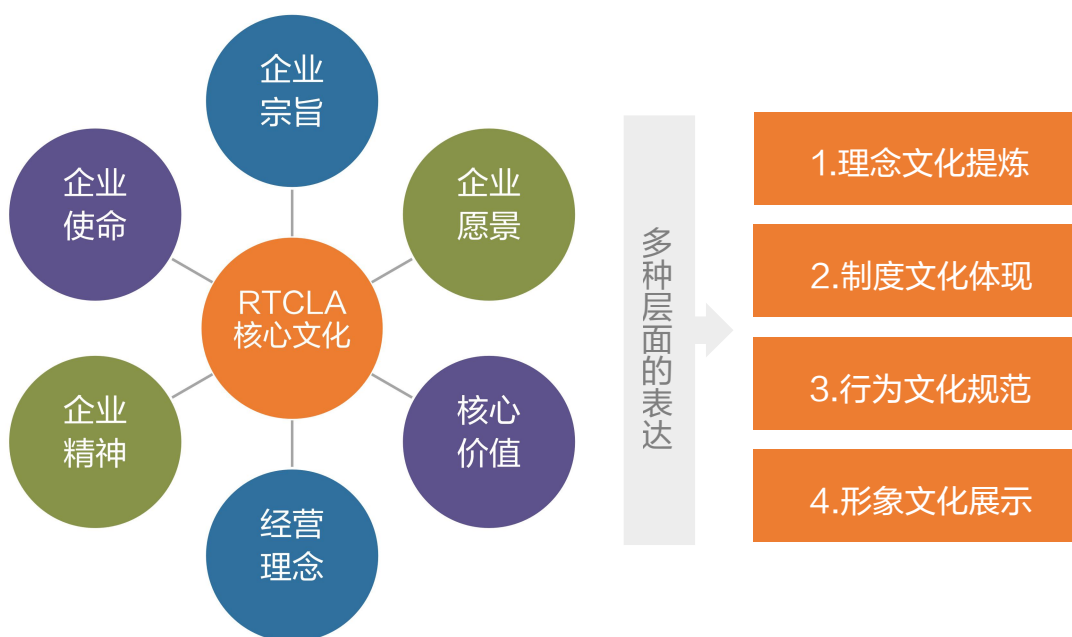 企业
宗旨
企业
愿景
核心
价值
经营
理念
企业
精神
企业
使命
RTCLA
核心文化
多种层面的表达
1.理念文化提炼
2.制度文化体现
3.行为文化规范
4.形象文化展示